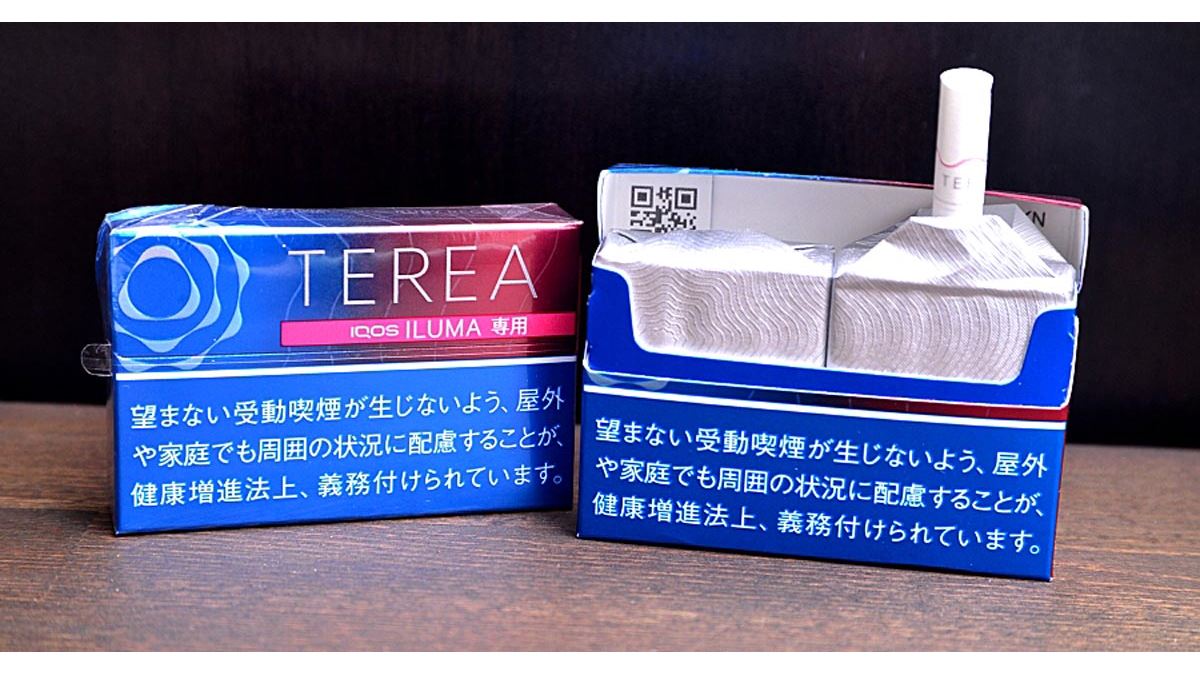 TEREA
IQOS ILUMA 専用
望まない受動喫煙が生じないよう、屋外
や家庭でも周囲の状況に配慮することが、
健康増進法上、義務付けられています。
望まない受動喫煙が生じないよう、屋外
や家庭でも周囲の状況に配慮することが、
健康増進法上、義務付けられています。